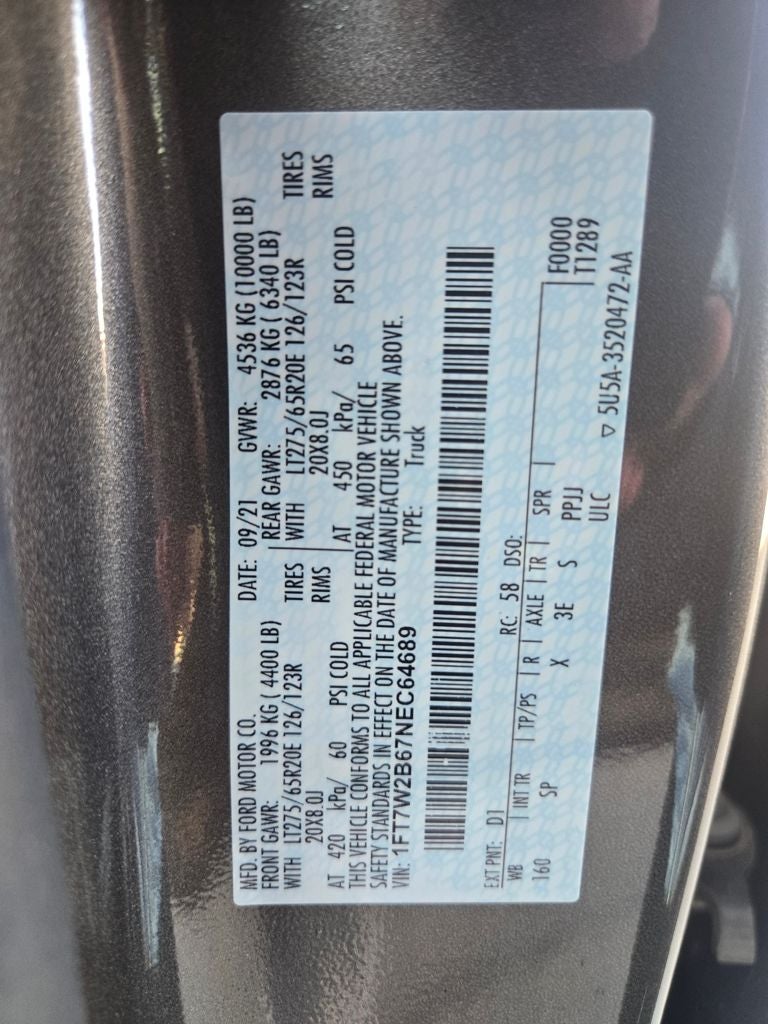 MFD. BY FORD MOTOR CO.
DATE: 09/21 GVWR: 4536 KG (10000 LB)
FRONT GAWR: 1996 KG ( 4400 LB) REAR GAWR: 2876 KG ( 6340 LB)
WITH LT275/65R20E 126/123R TIRES WITH LT275/65R20E 126/123R TIRES
20X8.0J RIMS 20X8.0J RIMS
AT 420 kPa/ 60 PSI COLD AT 450 kPa/ 65 PSI COLD
THIS VEHICLE CONFORMS TO ALL APPLICABLE FEDERAL MOTOR VEHICLE
SAFETY STANDARDS IN EFFECT ON THE DATE OF MANUFACTURE SHOWN ABOVE.
VIN: 1FT7W2B67NEC64689 TYPE: Truck
EXT PNT: D1 RC: 58 DSO: F0000
WB | INT TR | TP/PS | R | AXLE | TR | SPR | T1289
160 SP X 3E S PPJJ
ULC
▽ 5U5A-3520472-AA